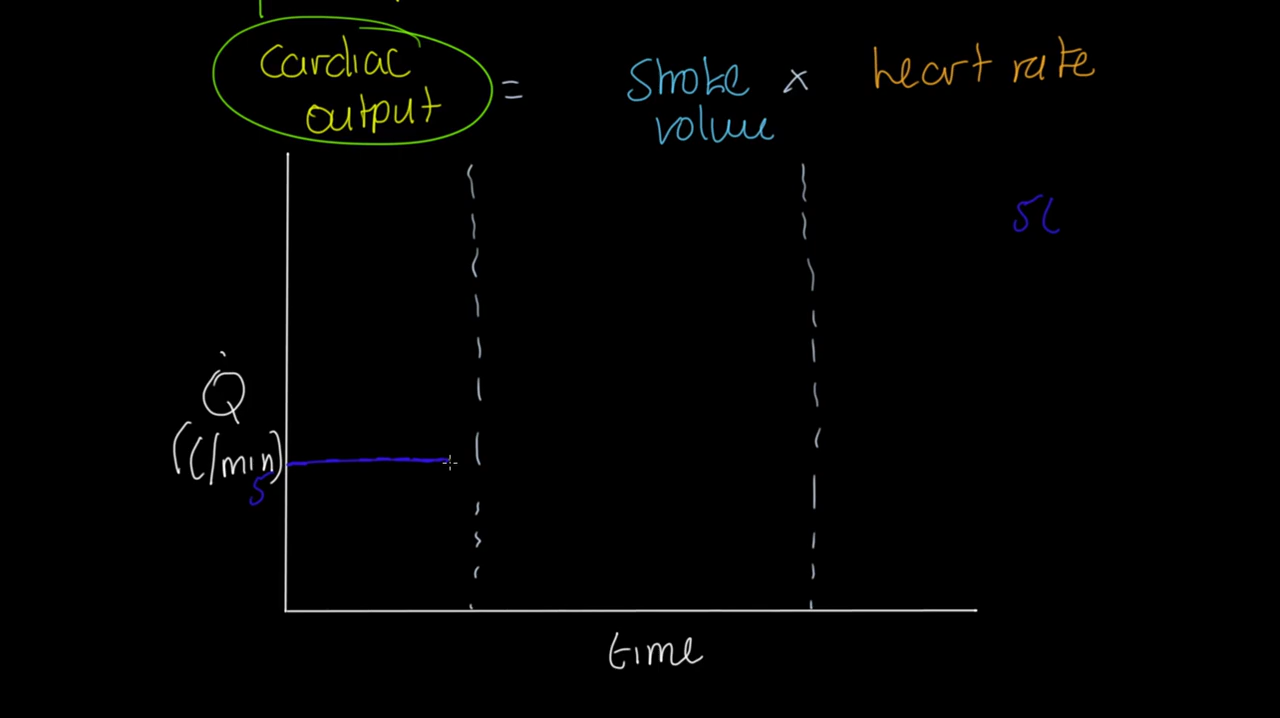 cardiac
output
=
Stroke
volume
x
heart rate
5L
Q̇
(L/min)
5
time